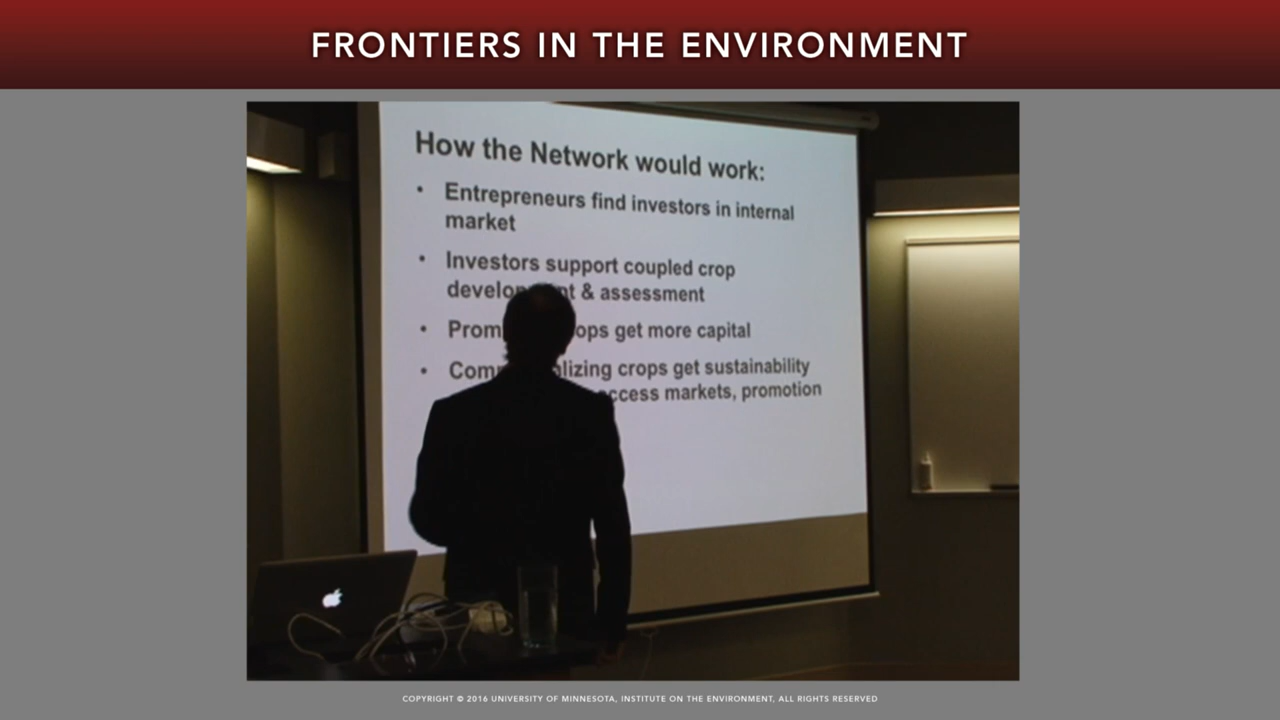 FRONTIERS IN THE ENVIRONMENT
How the Network would work:
• Entrepreneurs find investors in internal
market
• Investors support coupled crop
& assessment
• get more capital
• crops get sustainability
markets, promotion
COPYRIGHT © 2016 UNIVERSITY OF MINNESOTA, INSTITUTE ON THE ENVIRONMENT, ALL RIGHTS RESERVED